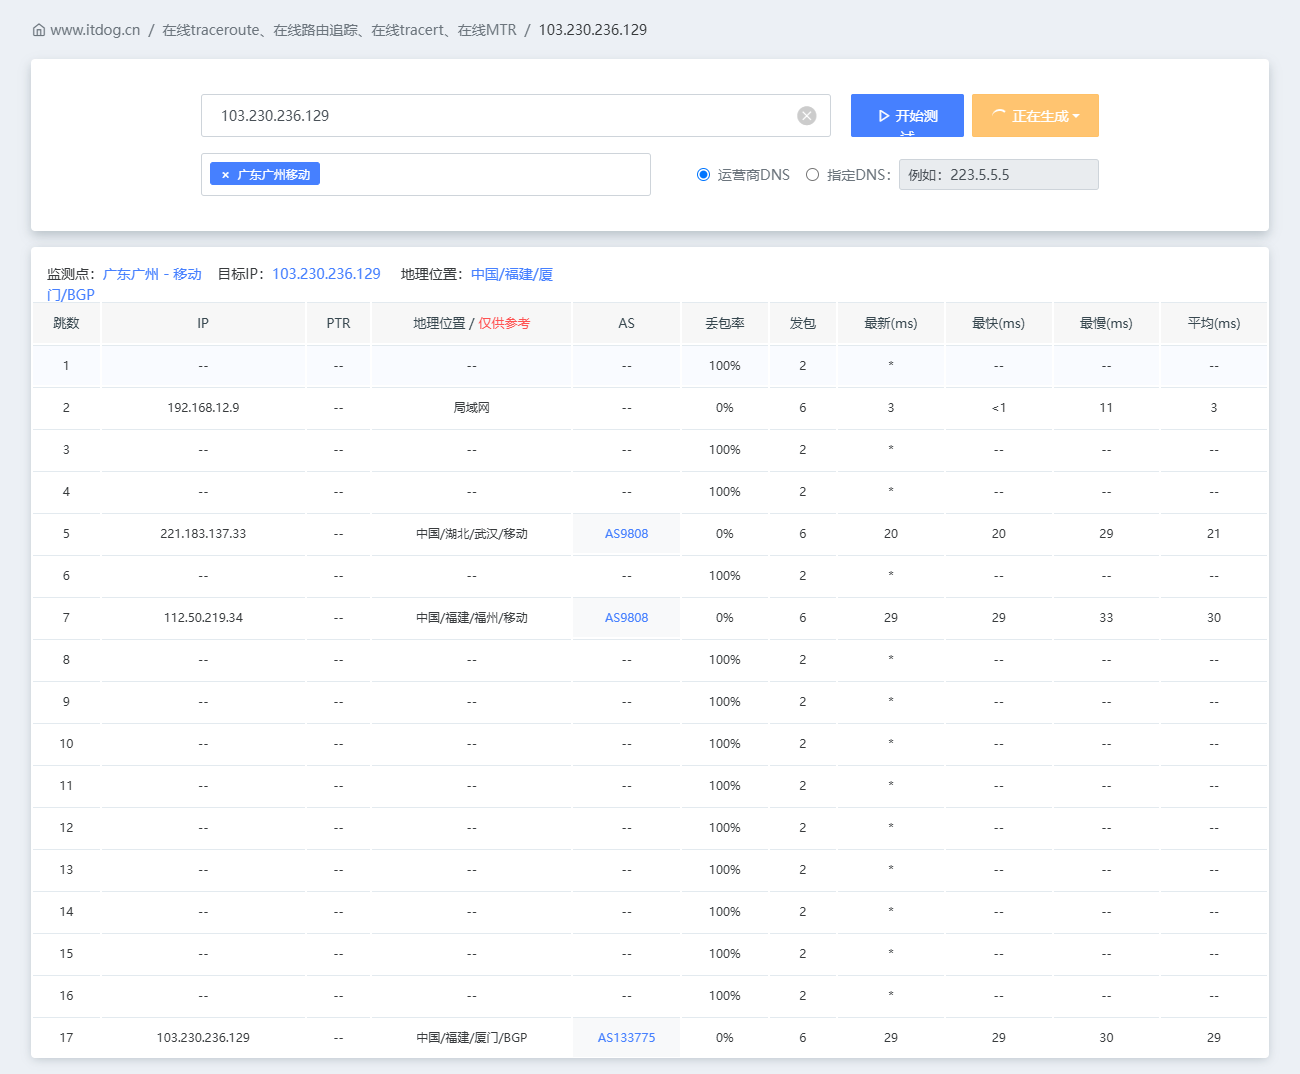 www.itdog.cn / 在线traceroute、在线路由追踪、在线tracert、在线MTR / 103.230.236.129
103.230.236.129 开始测试 正在生成
× 广东广州移动 运营商DNS 指定DNS： 例如：223.5.5.5
监测点：广东广州 - 移动 目标IP：103.230.236.129 地理位置：中国/福建/厦
门/BGP
跳数 IP PTR 地理位置 / 仅供参考 AS 丢包率 发包 最新(ms) 最快(ms) 最慢(ms) 平均(ms)
1 -- -- -- -- 100% 2 * -- -- --
2 192.168.12.9 -- 局域网 -- 0% 6 3 <1 11 3
3 -- -- -- -- 100% 2 * -- -- --
4 -- -- -- -- 100% 2 * -- -- --
5 221.183.137.33 -- 中国/湖北/武汉/移动 AS9808 0% 6 20 20 29 21
6 -- -- -- -- 100% 2 * -- -- --
7 112.50.219.34 -- 中国/福建/福州/移动 AS9808 0% 6 29 29 33 30
8 -- -- -- -- 100% 2 * -- -- --
9 -- -- -- -- 100% 2 * -- -- --
10 -- -- -- -- 100% 2 * -- -- --
11 -- -- -- -- 100% 2 * -- -- --
12 -- -- -- -- 100% 2 * -- -- --
13 -- -- -- -- 100% 2 * -- -- --
14 -- -- -- -- 100% 2 * -- -- --
15 -- -- -- -- 100% 2 * -- -- --
16 -- -- -- -- 100% 2 * -- -- --
17 103.230.236.129 -- 中国/福建/厦门/BGP AS133775 0% 6 29 29 30 29